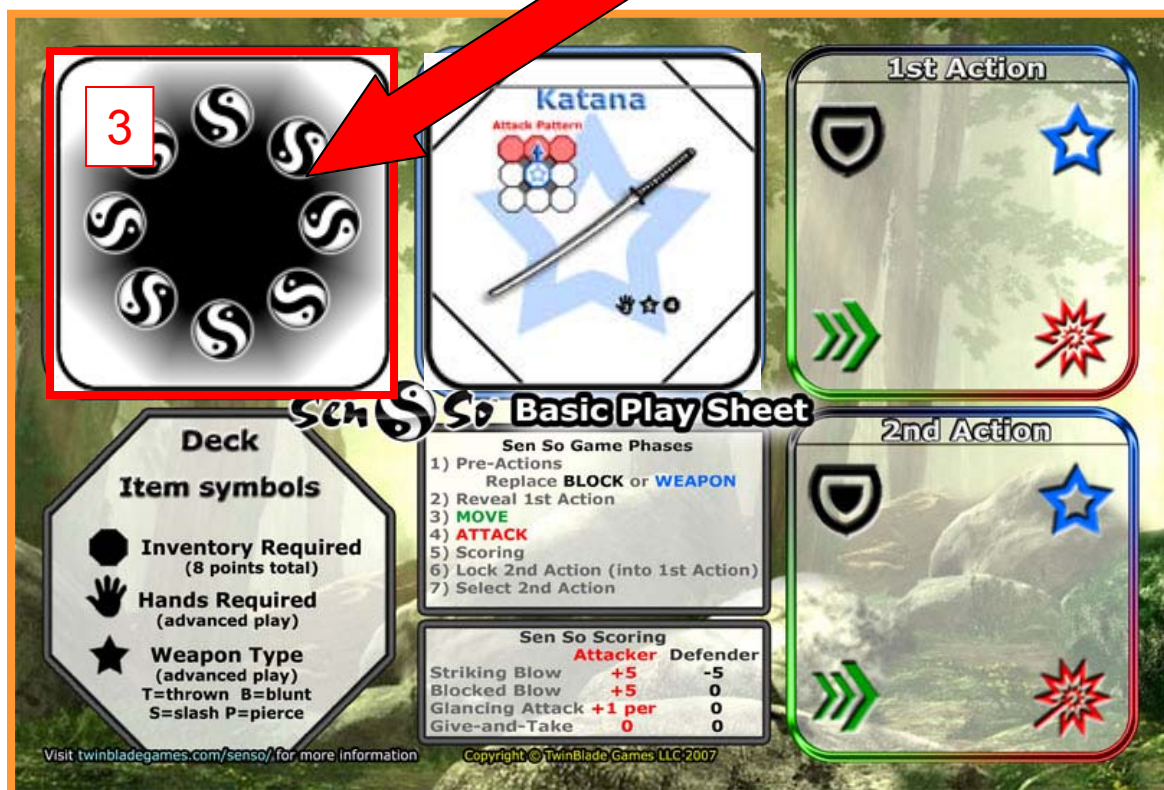 3
Katana
Attack Pattern
1st Action
Sen So Basic Play Sheet
Deck
Item symbols
Inventory Required
(8 points total)
Hands Required
(advanced play)
Weapon Type
(advanced play)
T=thrown B=blunt
S=slash P=pierce
Sen So Game Phases
1) Pre-Actions
Replace BLOCK or WEAPON
2) Reveal 1st Action
3) MOVE
4) ATTACK
5) Scoring
6) Lock 2nd Action (into 1st Action)
7) Select 2nd Action
Sen So Scoring
Attacker Defender
Striking Blow +5 -5
Blocked Blow +5 0
Glancing Attack +1 per 0
Give-and-Take 0 0
2nd Action
Visit twinbladegames.com/senso/ for more information
Copyright © TwinBlade Games LLC 2007